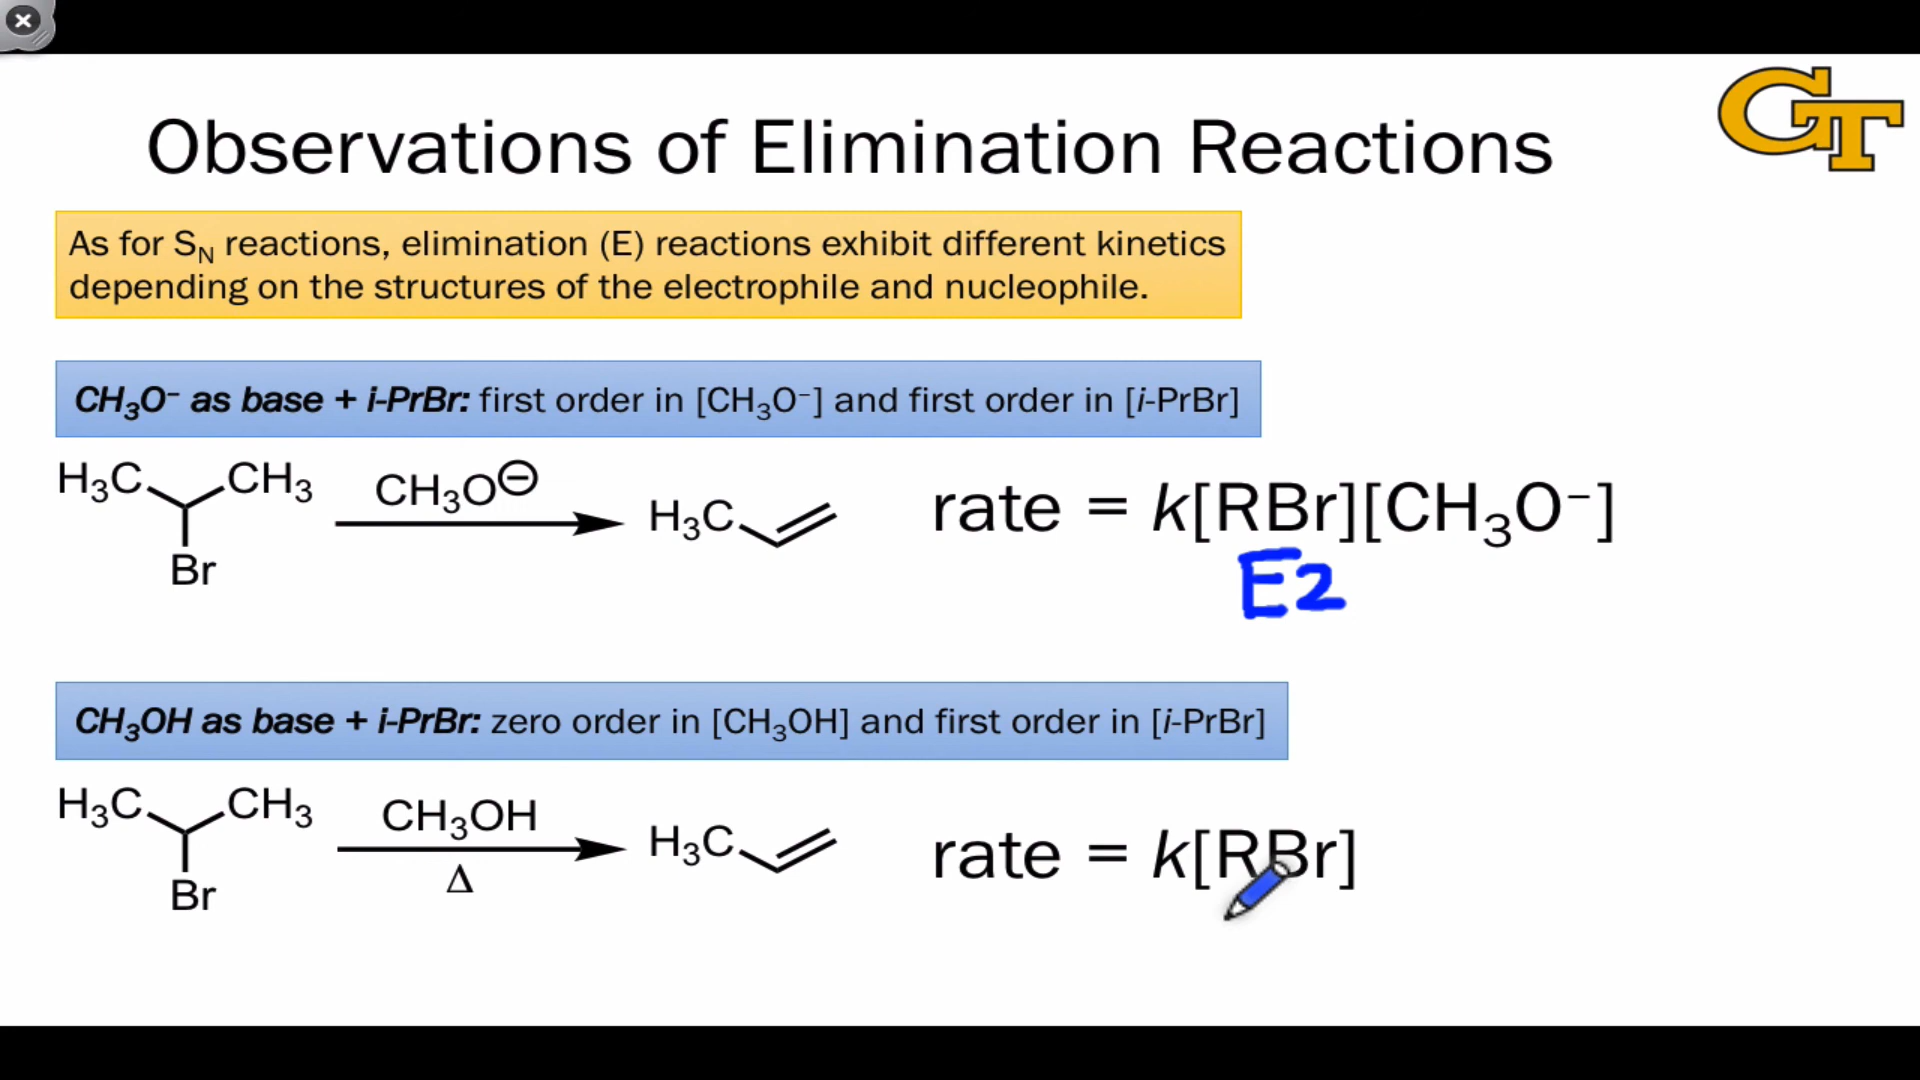 GT
Observations of Elimination Reactions
As for S_N reactions, elimination (E) reactions exhibit different kinetics
depending on the structures of the electrophile and nucleophile.
CH₃O⁻ as base + i-PrBr: first order in [CH₃O⁻] and first order in [i-PrBr]
H₃C CH₃ Br CH₃O⊖ H₃C
rate = k[RBr][CH₃O⁻]
E2
CH₃OH as base + i-PrBr: zero order in [CH₃OH] and first order in [i-PrBr]
H₃C CH₃ Br CH₃OH Δ H₃C
rate = k[RBr]